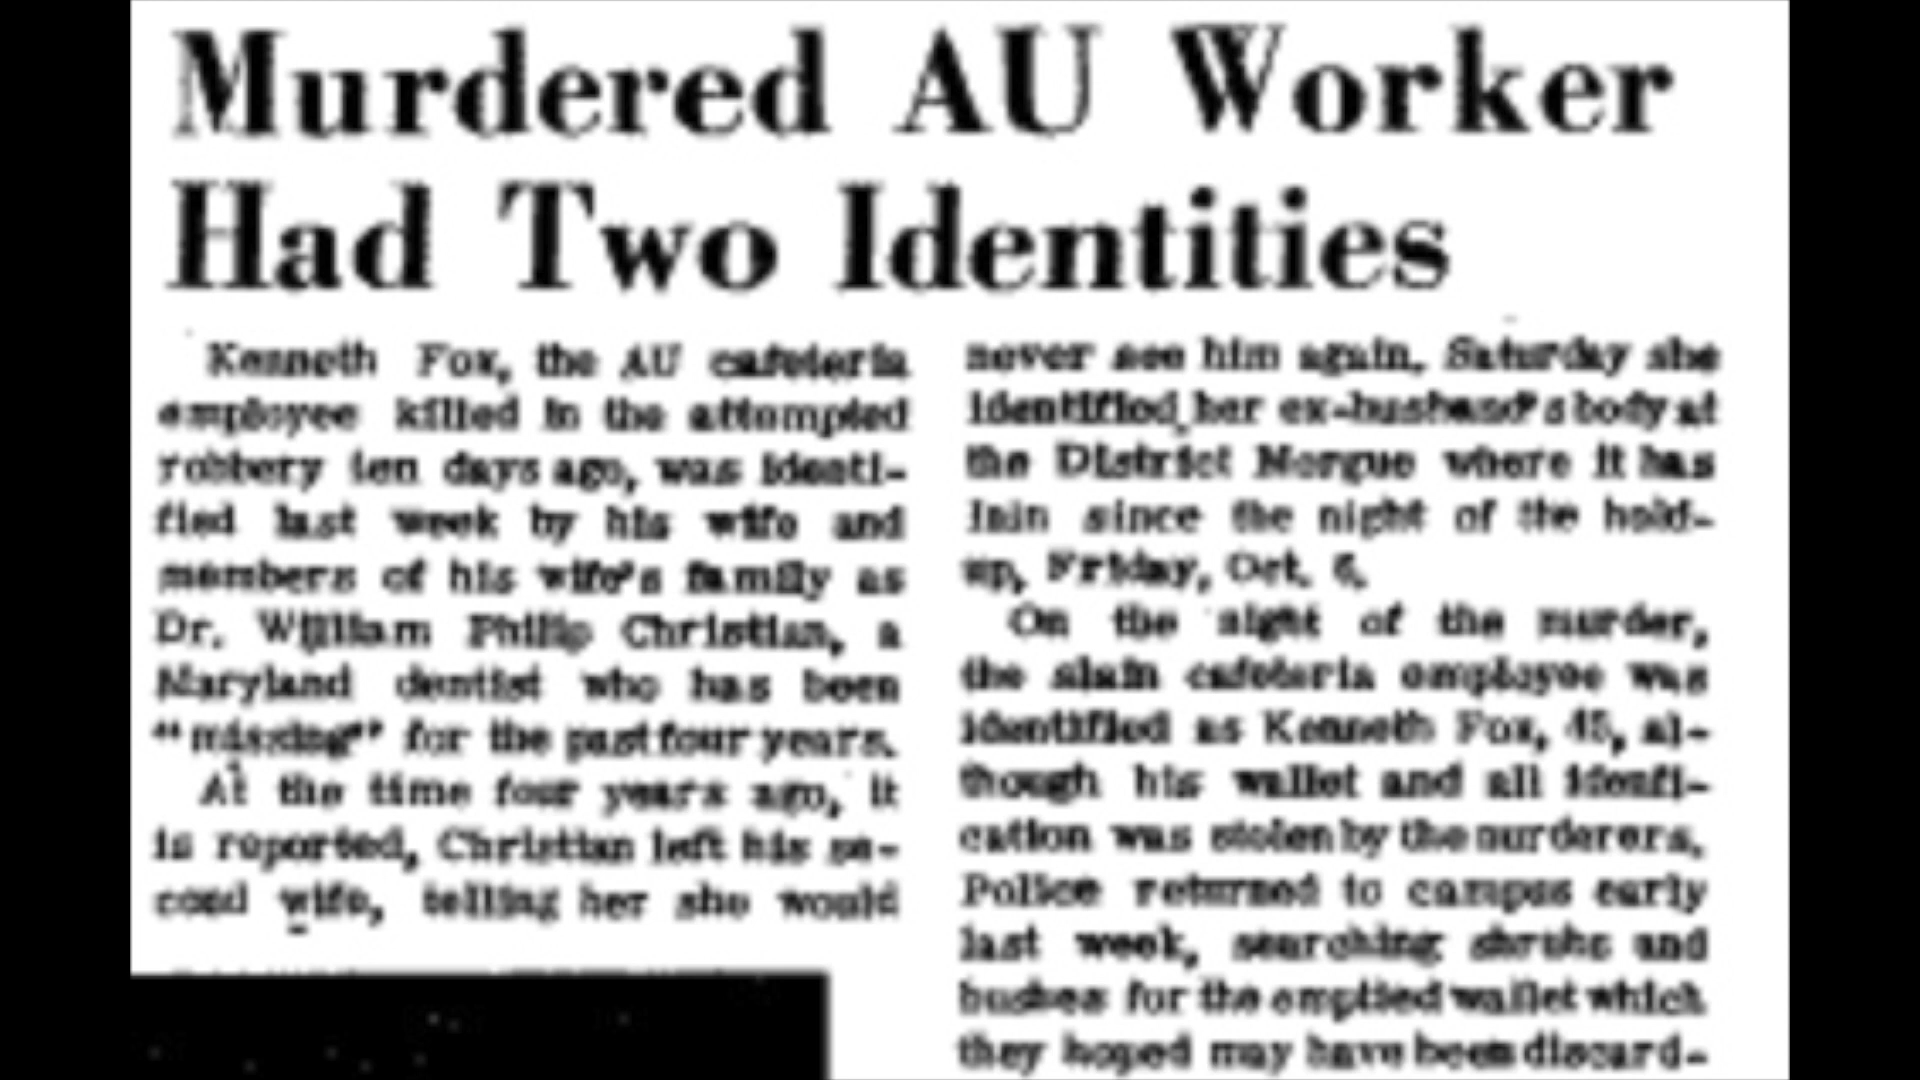 Murdered AU Worker
Had Two Identities
Kenneth Fox, the AU cafeteria
employee killed in the attempted
robbery ten days ago, was identi-
fied last week by his wife and
members of his wife's family as
Dr. William Philip Christian, a
Maryland dentist who has been
"missing" for the past four years.
At the time four years ago, it
is reported, Christian left his se-
cond wife, telling her she would
never see him again. Saturday she
identified her ex-husband's body at
the District Morgue where it has
lain since the night of the hold-
up, Friday, Oct. 6.
On the night of the murder,
the slain cafeteria employee was
identified as Kenneth Fox, 45, al-
though his wallet and all idenfi-
cation was stolen by the murderers.
Police returned to campus early
last week, searching shrubs and
bushes for the emptied wallet which
they hoped may have been discard-